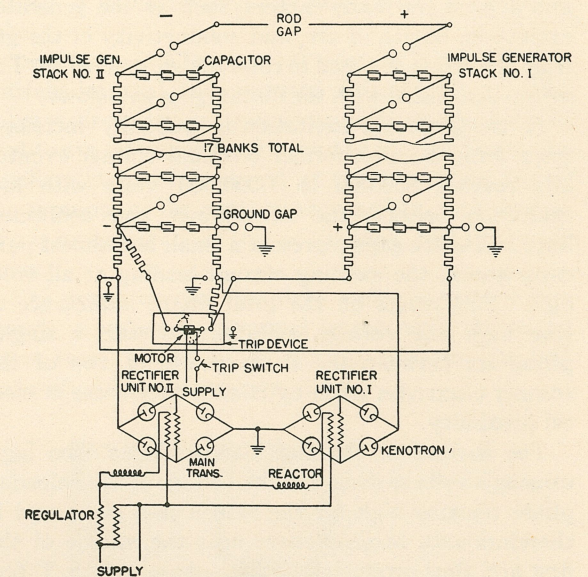 −
+
ROD
GAP
IMPULSE GEN.
STACK NO. II
CAPACITOR
IMPULSE GENERATOR
STACK NO. I
17 BANKS TOTAL
GROUND GAP
−
+
TRIP DEVICE
MOTOR
TRIP SWITCH
RECTIFIER
UNIT NO. II
SUPPLY
RECTIFIER
UNIT NO. I
MAIN
TRANS.
REACTOR
KENOTRON
REGULATOR
SUPPLY